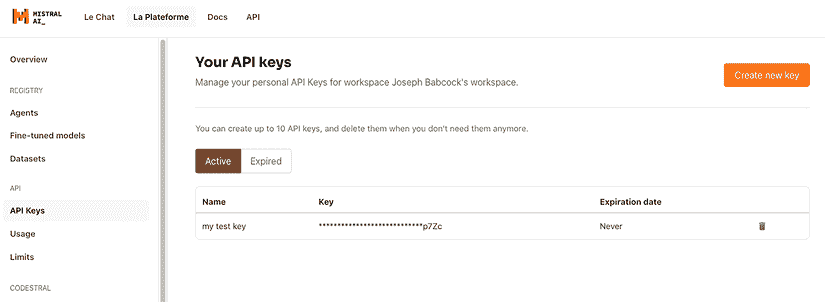 MISTRAL
AI_
Le Chat
La Plateforme
Docs
API
Overview
REGISTRY
Agents
Fine-tuned models
Datasets
API
API Keys
Usage
Limits
CODESTRAL
Your API keys
Manage your personal API Keys for workspace Joseph Babcock's workspace.
Create new key
You can create up to 10 API keys, and delete them when you don't need them anymore.
Active Expired
Name Key Expiration date
my test key ****************************p7Zc Never